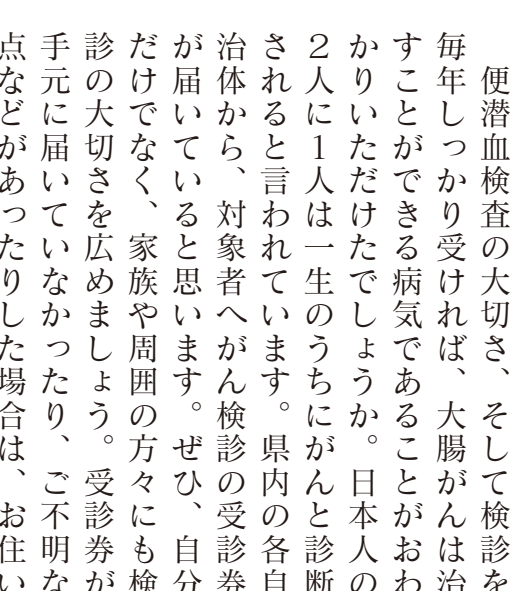 便潜血検査の大切さ、そして検診を
毎年しっかり受ければ、大腸がんは治
すことができる病気であることがおわ
かりいただけたでしょうか。日本人の
２人に１人は一生のうちにがんと診断
されると言われています。県内の各自
治体から、対象者へがん検診の受診券
が届いていると思います。ぜひ、自分
だけでなく、家族や周囲の方々にも検
診の大切さを広めましょう。受診券が
手元に届いていなかったり、ご不明な
点などがあったりした場合は、お住い